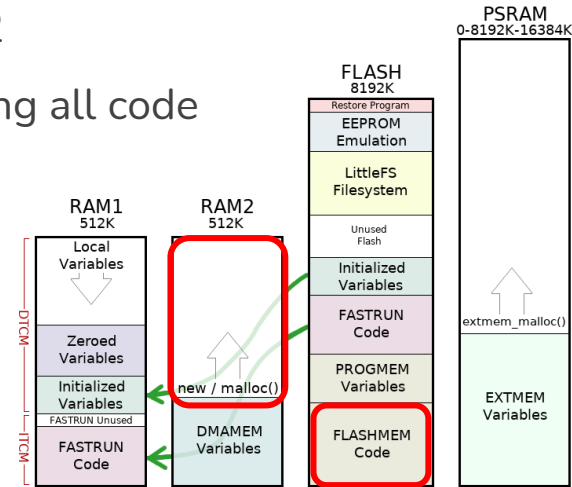 ng all code
PSRAM
0-8192K-16384K
FLASH
8192K
Restore Program
EEPROM
Emulation
LittleFS
Filesystem
Unused
Flash
Initialized
Variables
FASTRUN
Code
PROGMEM
Variables
FLASHMEM
Code
RAM1
512K
Local
Variables
Zeroed
Variables
Initialized
Variables
FASTRUN Unused
FASTRUN
Code
DTCM
ITCM
RAM2
512K
new / malloc()
DMAMEM
Variables
extmem_malloc()
EXTMEM
Variables